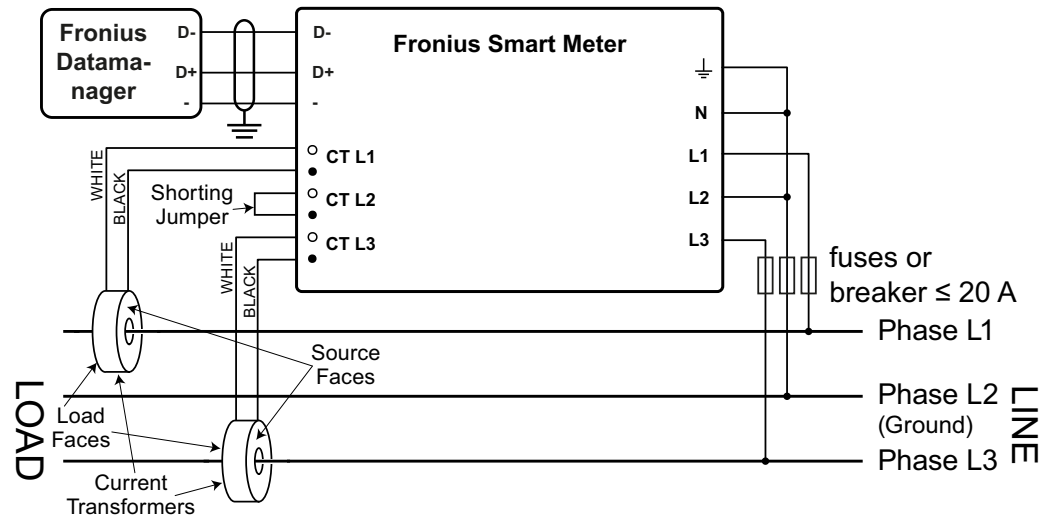 Fronius
Datama-
nager
D-
D+
-
D-
D+
-
Fronius Smart Meter
N
L1
L2
L3
CT L1
CT L2
CT L3
WHITE
BLACK
Shorting
Jumper
WHITE
BLACK
fuses or
breaker ≤ 20 A
Phase L1
Source
Faces
Phase L2
(Ground)
Phase L3
LOAD
LINE
Load
Faces
Current
Transformers